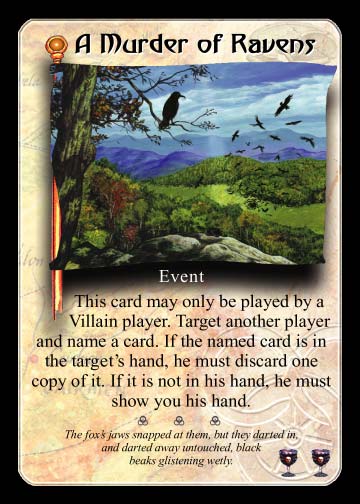 A Murder of Ravens
Event
This card may only be played by a
Villain player. Target another player
and name a card. If the named card is in
the target's hand, he must discard one
copy of it. If it is not in his hand, he must
show you his hand.
The fox's jaws snapped at them, but they darted in,
and darted away untouched, black
beaks glistening wetly.